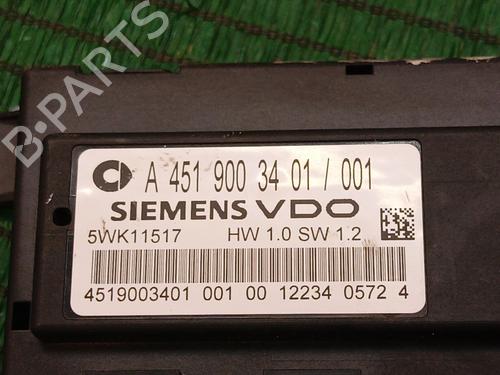 B·PARTS
A 451 900 34 01 / 001
SIEMENS VDO
5WK11517 HW 1.0 SW 1.2
4519003401 001 00 12234 0572 4